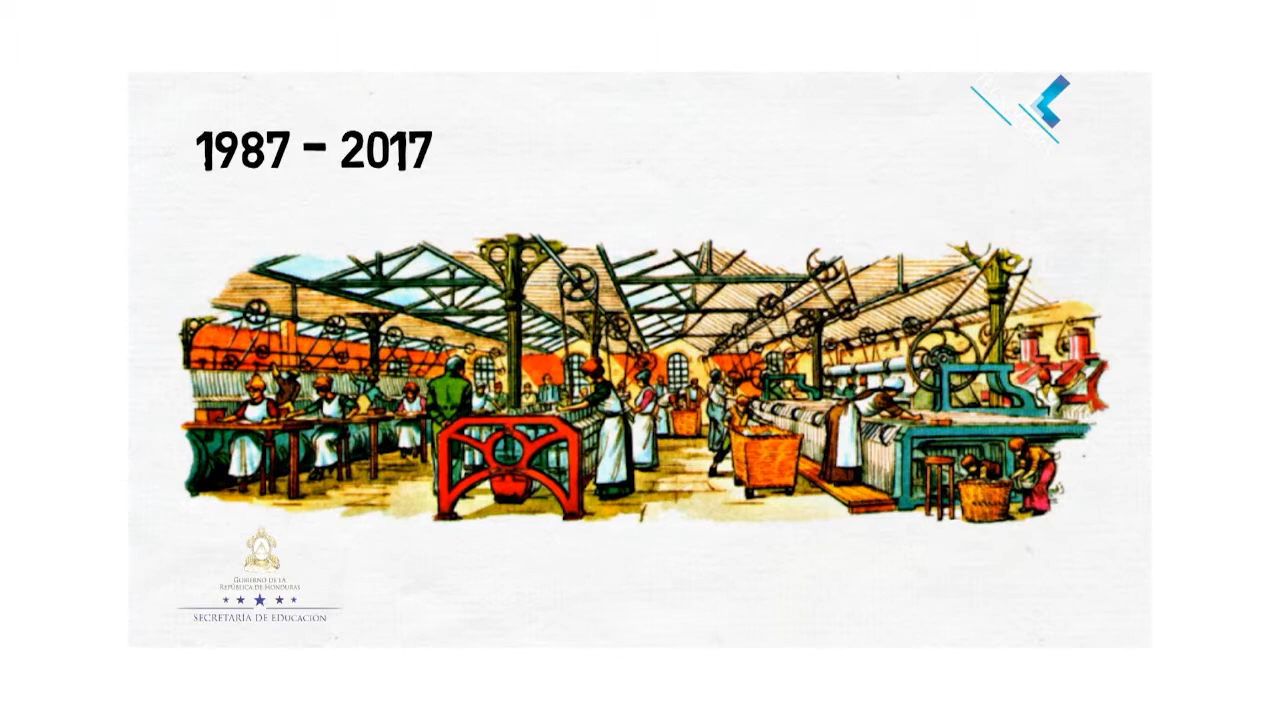 1987 - 2017
GOBIERNO DE LA
REPÚBLICA DE HONDURAS
SECRETARÍA DE EDUCACIÓN